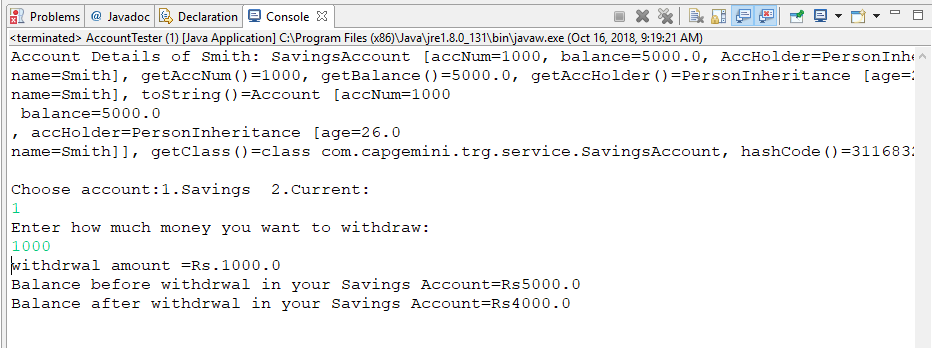 Problems @ Javadoc Declaration Console
<terminated> AccountTester (1) [Java Application] C:\Program Files (x86)\Java\jre1.8.0_131\bin\javaw.exe (Oct 16, 2018, 9:19:21 AM)
Account Details of Smith: SavingsAccount [accNum=1000, balance=5000.0, AccHolder=PersonInhe
name=Smith], getAccNum()=1000, getBalance()=5000.0, getAccHolder()=PersonInheritance [age=2
name=Smith], toString()=Account [accNum=1000
balance=5000.0
, accHolder=PersonInheritance [age=26.0
name=Smith]], getClass()=class com.capgemini.trg.service.SavingsAccount, hashCode()=3116832
Choose account:1.Savings  2.Current:
1
Enter how much money you want to withdraw:
1000
withdrwal amount =Rs.1000.0
Balance before withdrwal in your Savings Account=Rs5000.0
Balance after withdrwal in your Savings Account=Rs4000.0